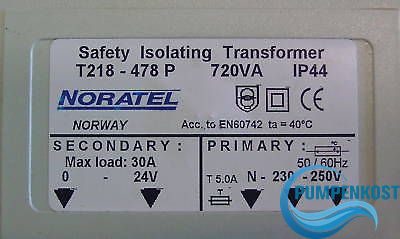 Safety Isolating Transformer
T218 - 478 P 720VA IP44
NORATEL
NORWAY Acc, to EN60742 ta = 40°C
SECONDARY: PRIMARY:
Max load: 30A 50 / 60Hz
0 - 24V T 5.0A N - 230 - 250V
PUMPENKOST